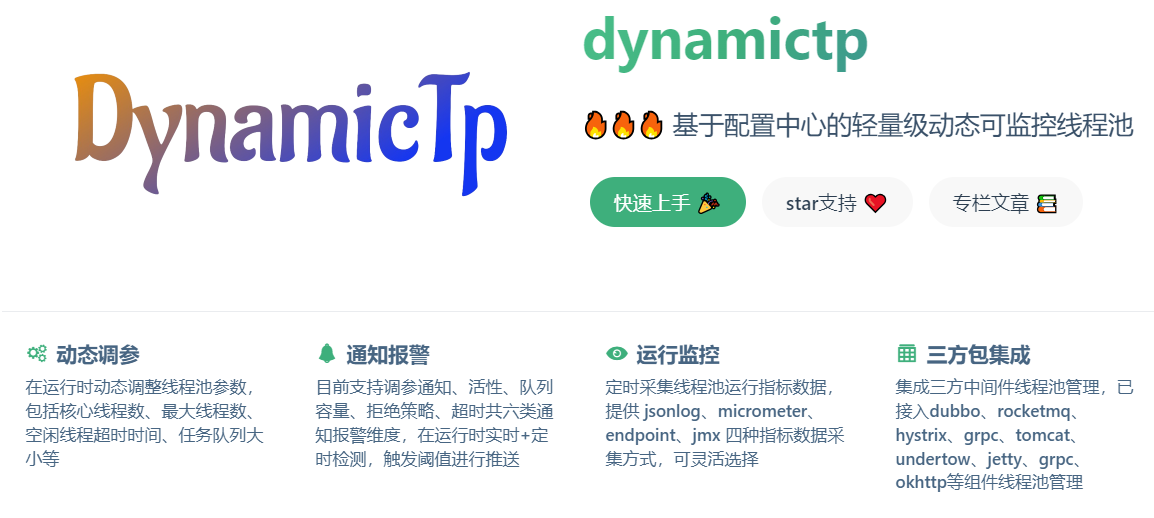 DynamicTp
dynamictp
🔥🔥🔥 基于配置中心的轻量级动态可监控线程池
快速上手 🎉
star支持 ❤️
专栏文章 📚
动态调参
在运行时动态调整线程池参数，
包括核心线程数、最大线程数、
空闲线程超时时间、任务队列大
小等
通知报警
目前支持调参通知、活性、队列
容量、拒绝策略、超时共六类通
知报警维度，在运行时实时+定
时检测，触发阈值进行推送
运行监控
定时采集线程池运行指标数据，
提供 jsonlog、micrometer、
endpoint、jmx 四种指标数据采
集方式，可灵活选择
三方包集成
集成三方中间件线程池管理，已
接入dubbo、rocketmq、
hystrix、grpc、tomcat、
undertow、jetty、grpc、
okhttp等组件线程池管理